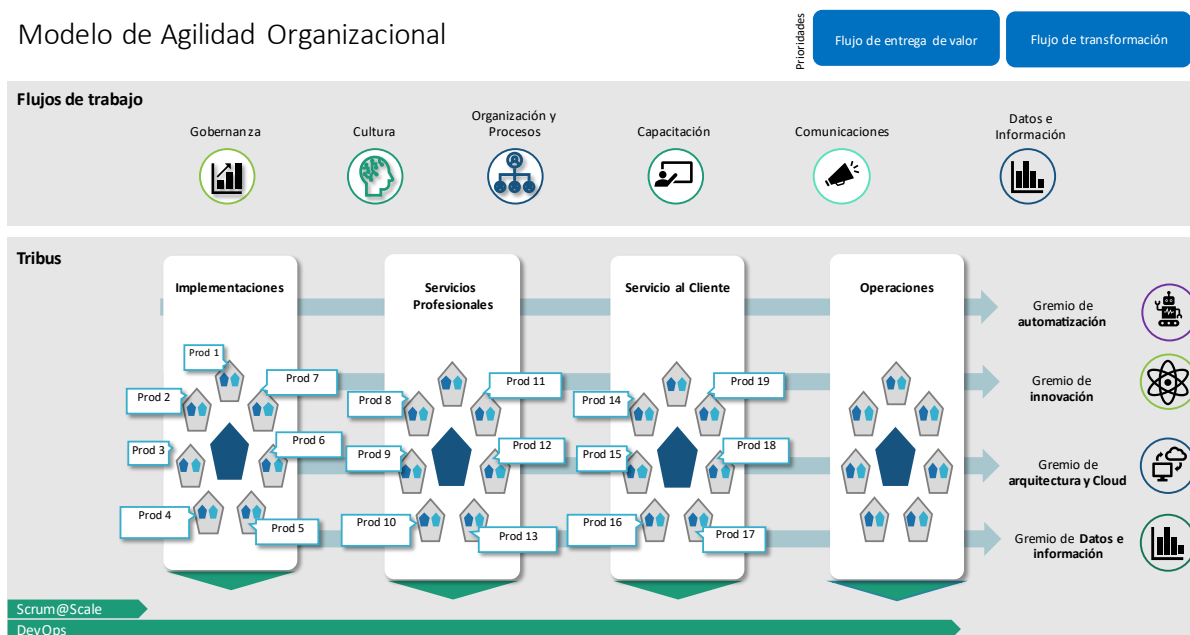 Modelo de Agilidad Organizacional
Prioridades
Flujo de entrega de valor
Flujo de transformación
Flujos de trabajo
Gobernanza
Cultura
Organización y
Procesos
Capacitación
Comunicaciones
Datos e
Información
Tribus
Implementaciones
Servicios
Profesionales
Servicio al Cliente
Operaciones
Gremio de
automatización
Gremio de
innovación
Gremio de
arquitectura y Cloud
Gremio de Datos e
información
Prod 1
Prod 2
Prod 3
Prod 4
Prod 5
Prod 6
Prod 7
Prod 8
Prod 9
Prod 10
Prod 11
Prod 12
Prod 13
Prod 14
Prod 15
Prod 16
Prod 17
Prod 18
Prod 19
Scrum@Scale
DevOps